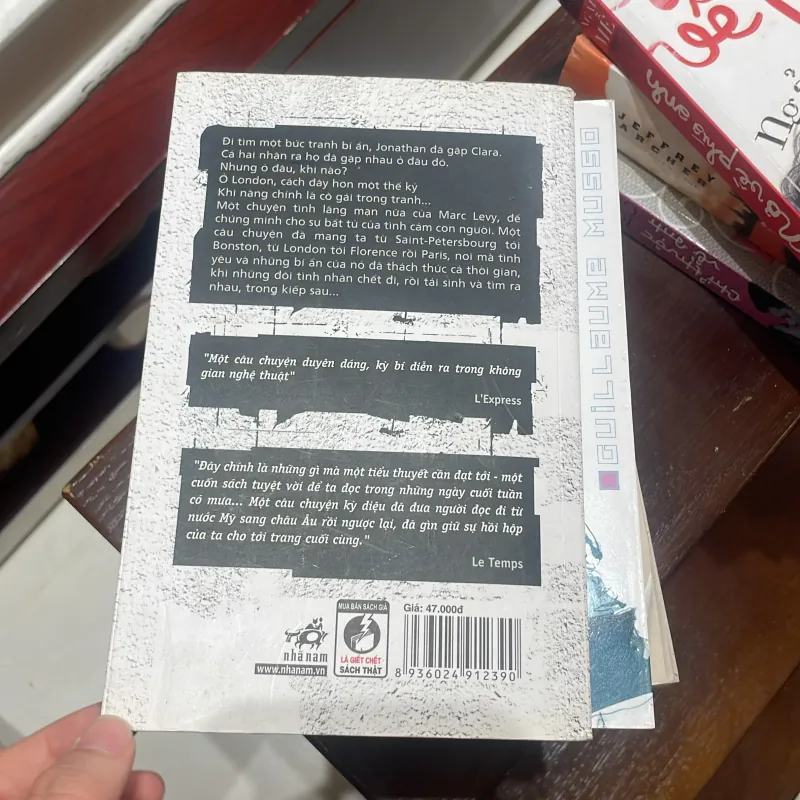 Đi tìm một bức tranh bí ẩn, Jonathan đã gặp Clara.
Cả hai nhận ra họ đã gặp nhau ở đâu đó.
Nhưng ở đâu, khi nào?
Ở London, cách đây hơn một thế kỷ
Khi nàng chính là cô gái trong tranh...
Một chuyện tình lãng mạn nữa của Marc Levy, để
chứng minh cho sự bất tử của tình cảm con người. Một
câu chuyện đã mang ta từ Saint-Pétersbourg tới
Bonston, từ London tới Florence rồi Paris, nơi mà tình
yêu và những bí ẩn của nó đã thách thức cả thời gian,
khi những đôi tình nhân chết đi, rồi tái sinh và tìm ra
nhau, trong kiếp sau...
"Một câu chuyện duyên dáng, kỳ bí diễn ra trong không
gian nghệ thuật"
L'Express
"Đây chính là những gì mà một tiểu thuyết cần đạt tới - một
cuốn sách tuyệt vời để ta đọc trong những ngày cuối tuần
có mưa... Một câu chuyện kỳ diệu đã đưa người đọc đi từ
nước Mỹ sang châu Âu rồi ngược lại, đã gìn giữ sự hồi hộp
của ta cho tới trang cuối cùng."
Le Temps
nhã nam
www.nhanam.vn
MUA BÁN SÁCH GIẢ
LÀ GIẾT CHẾT
SÁCH THẬT
Giá: 47.000đ
8 936024 912390
GUILLAUME MUSSO
JEFFREY
ARCHER